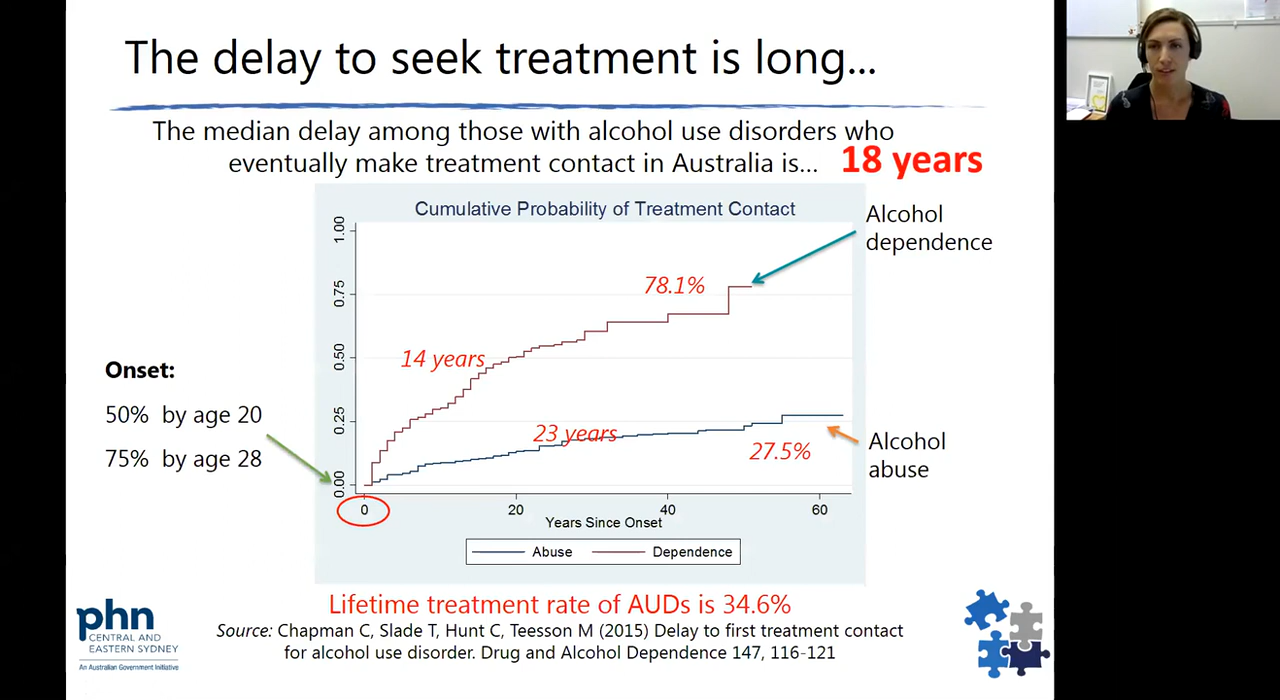 The delay to seek treatment is long...
The median delay among those with alcohol use disorders who
eventually make treatment contact in Australia is... 18 years
Cumulative Probability of Treatment Contact
Alcohol
dependence
1.00
0.75
0.50
0.25
0.00
78.1%
14 years
23 years
27.5%
Alcohol
abuse
Onset:
50% by age 20
75% by age 28
0 20 40 60
Years Since Onset
Abuse Dependence
Lifetime treatment rate of AUDs is 34.6%
Source: Chapman C, Slade T, Hunt C, Teesson M (2015) Delay to first treatment contact
for alcohol use disorder. Drug and Alcohol Dependence 147, 116-121
phn
CENTRAL AND
EASTERN SYDNEY
An Australian Government Initiative